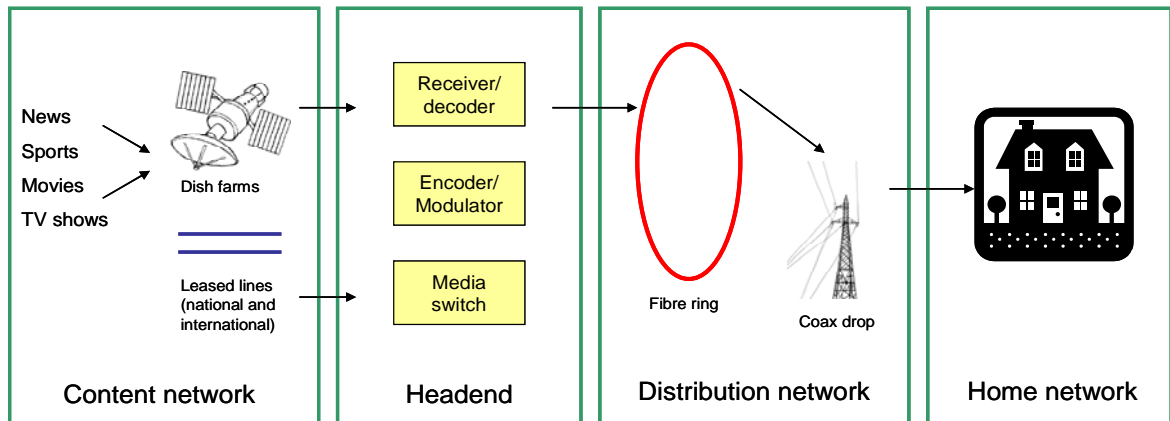 News
Sports
Movies
TV shows
Dish farms
Leased lines
(national and
international)
Content network
Receiver/
decoder
Encoder/
Modulator
Media
switch
Headend
Fibre ring
Coax drop
Distribution network
Home network